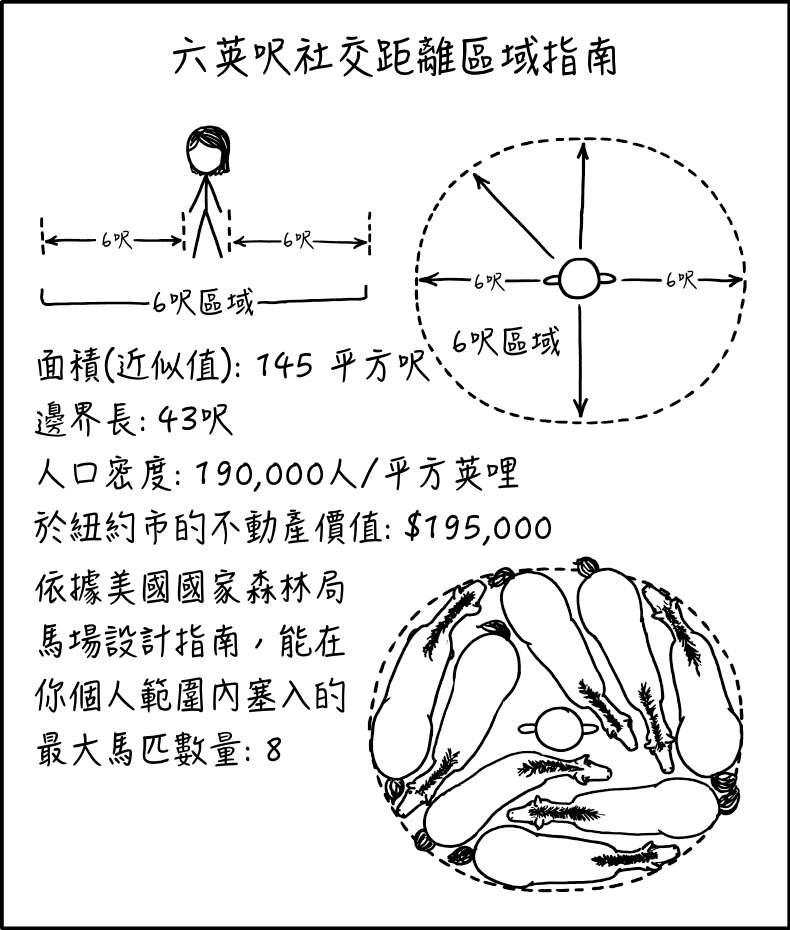 六英呎社交距離區域指南
6呎
6呎
6呎區域
6呎
6呎
6呎區域
面積(近似值): 145 平方呎
邊界長: 43呎
人口密度: 190,000人/平方英哩
於紐約市的不動產價值: $195,000
依據美國國家森林局
馬場設計指南，能在
你個人範圍內塞入的
最大馬匹數量: 8